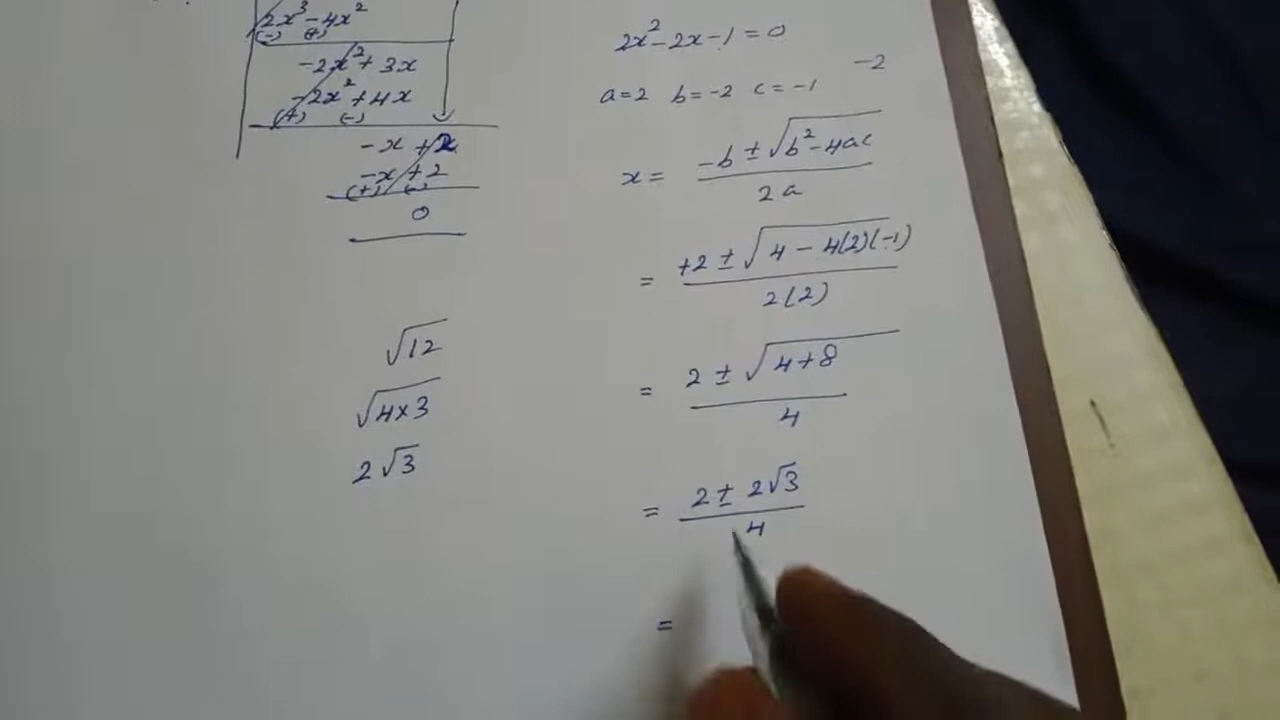 2x³ - 4x²
(-) (+)
-2x² + 3x
-2x² + 4x
(+) (-)
-x + 2
-x + 2
(+) (-)
0
√12
√4×3
2√3
2x² - 2x - 1 = 0
-2
a = 2 b = -2 c = -1
x = -b ± √b² - 4ac
2a
= +2 ± √4 - 4(2)(-1)
2(2)
= 2 ± √4 + 8
4
= 2 ± 2√3
4
=